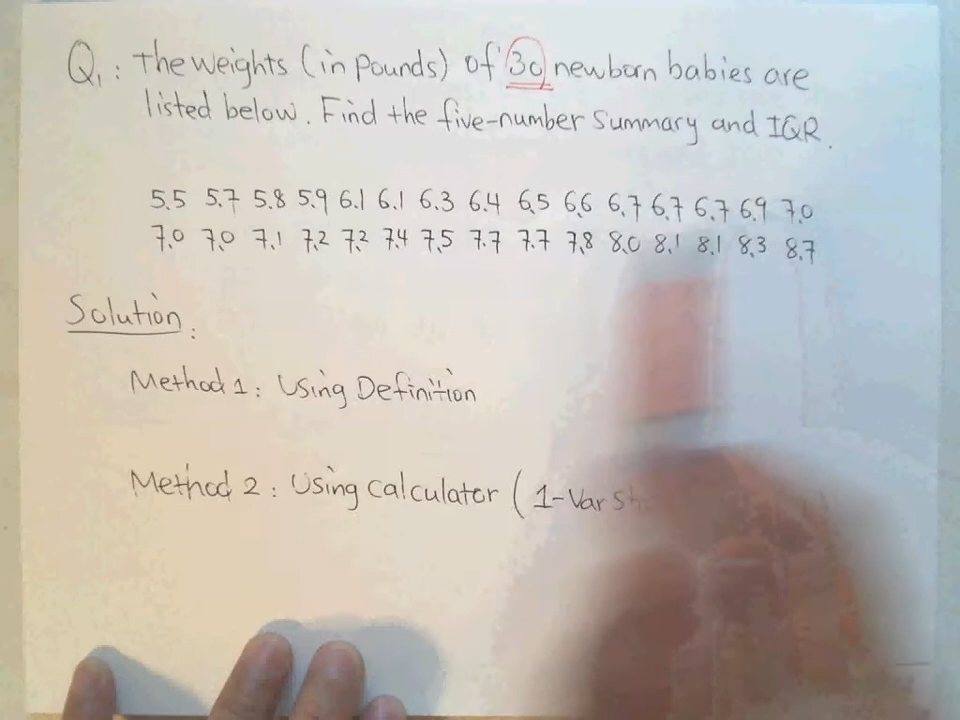 Q1: the weights (in pounds) of 30 newborn babies are
listed below. Find the five-number Summary and IQR.
5.5 5.7 5.8 5.9 6.1 6.1 6.3 6.4 6.5 6.6 6.7 6.7 6.7 6.9 7.0
7.0 7.0 7.1 7.2 7.2 7.4 7.5 7.7 7.7 7.8 8.0 8.1 8.1 8.3 8.7
Solution:
Method 1: Using Definition
Method 2: Using Calculator (1-Var